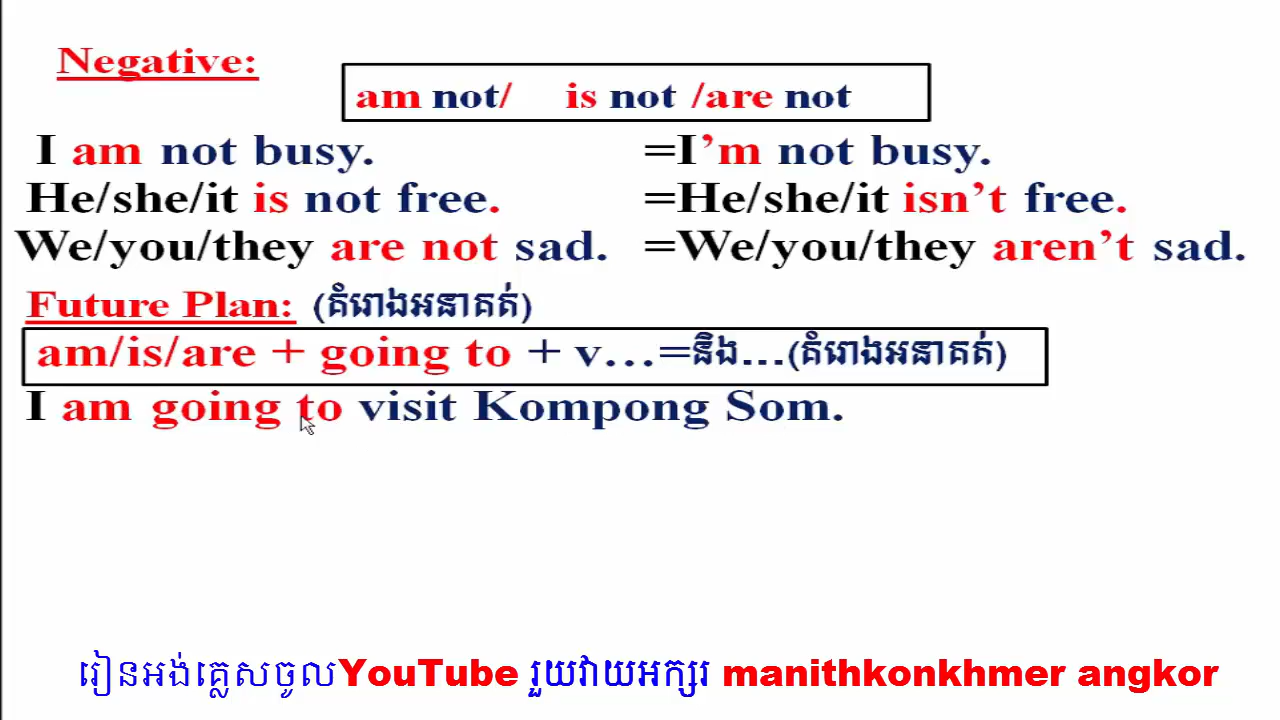 Negative:
am not/ is not /are not
I am not busy. =I’m not busy.
He/she/it is not free. =He/she/it isn’t free.
We/you/they are not sad. =We/you/they aren’t sad.
Future Plan: (គំរោងអនាគត់)
am/is/are + going to + v…=និង…(គំរោងអនាគត់)
I am going to visit Kompong Som.
រៀនអង់គ្លេសចូលYouTube រួយវាយអក្សរ manithkonkhmer angkor